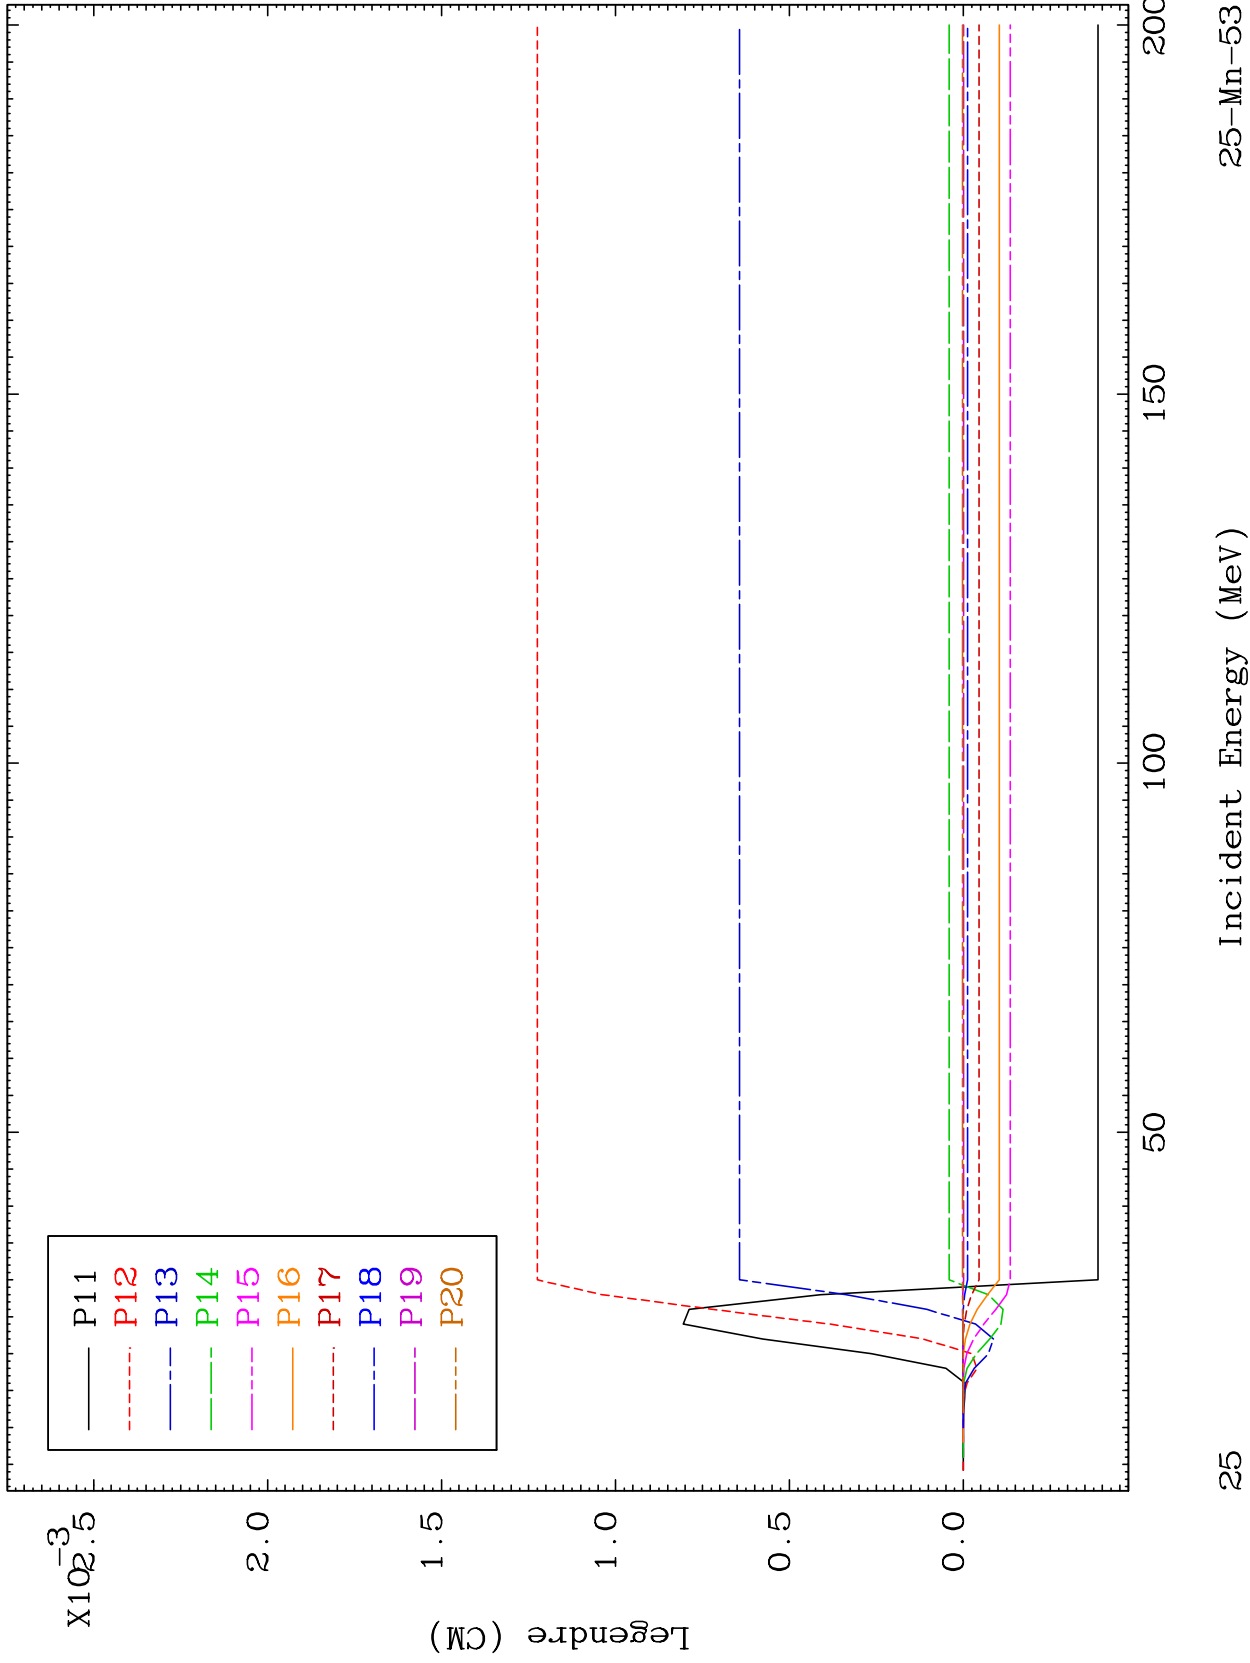 X10-3
2.5
2.0
1.5
1.0
0.5
0.0
Legendre (CM)
P11
P12
P13
P14
P15
P16
P17
P18
P19
P20
50
100
150
200
Incident Energy (MeV)
25
25-Mn-53